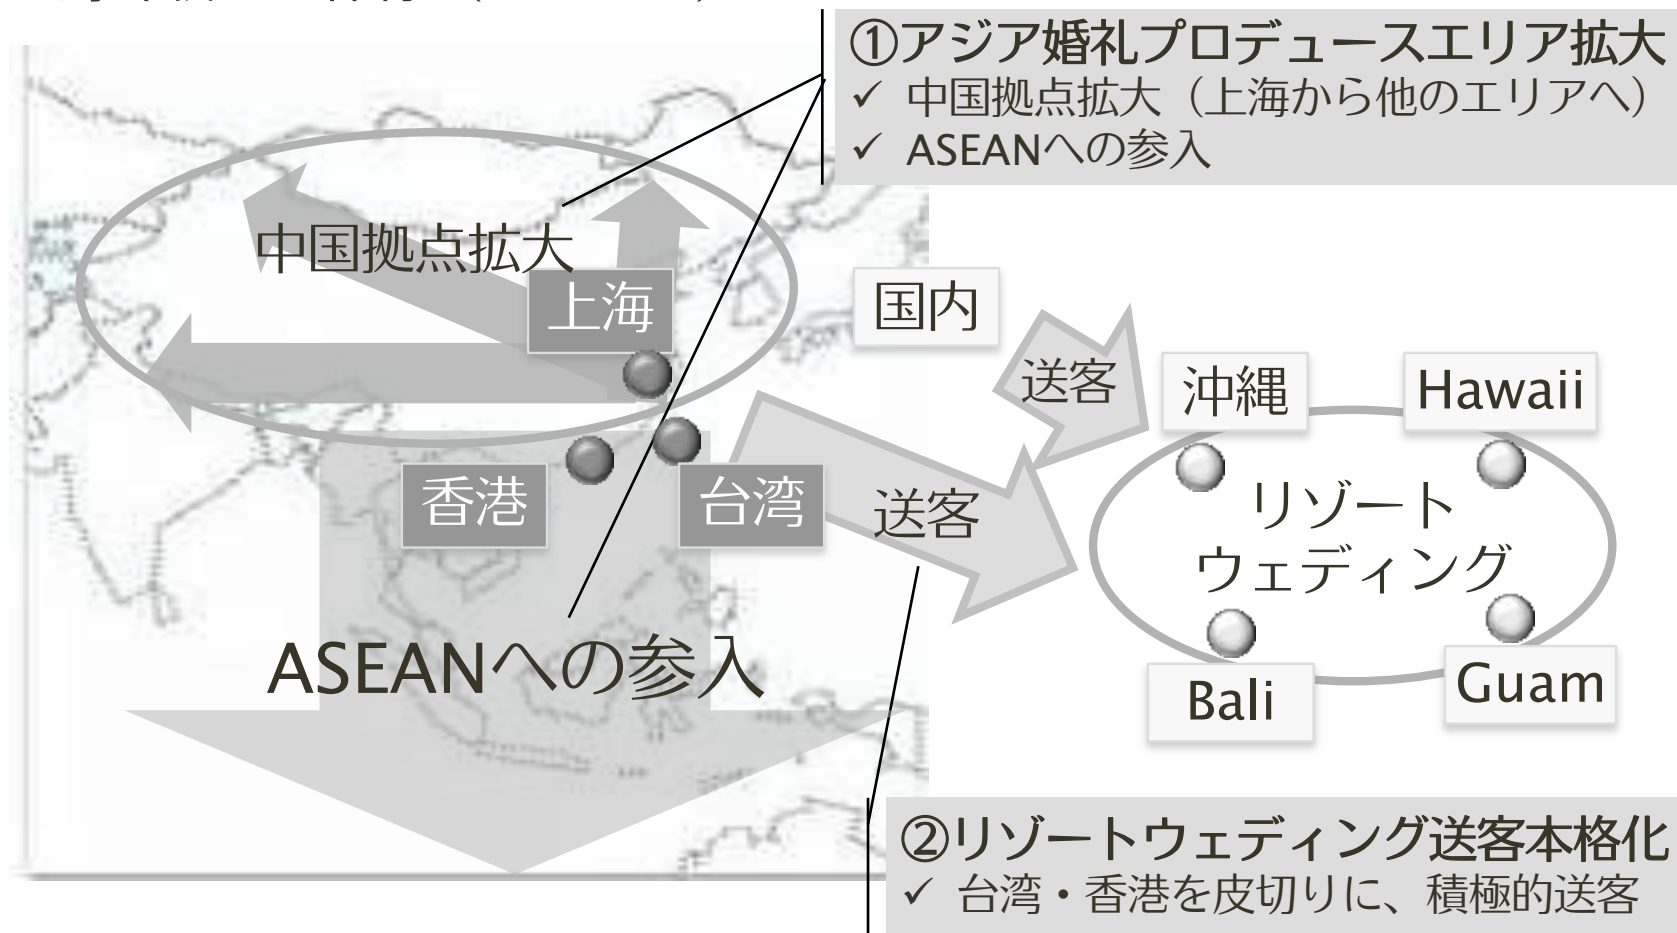 ①アジア婚礼プロデュースエリア拡大
✓ 中国拠点拡大（上海から他のエリアへ）
✓ ASEANへの参入
中国拠点拡大
上海
国内
送客
沖縄
Hawaii
香港
台湾
送客
リゾート
ウェディング
ASEANへの参入
Bali
Guam
②リゾートウェディング送客本格化
✓ 台湾・香港を皮切りに、積極的送客